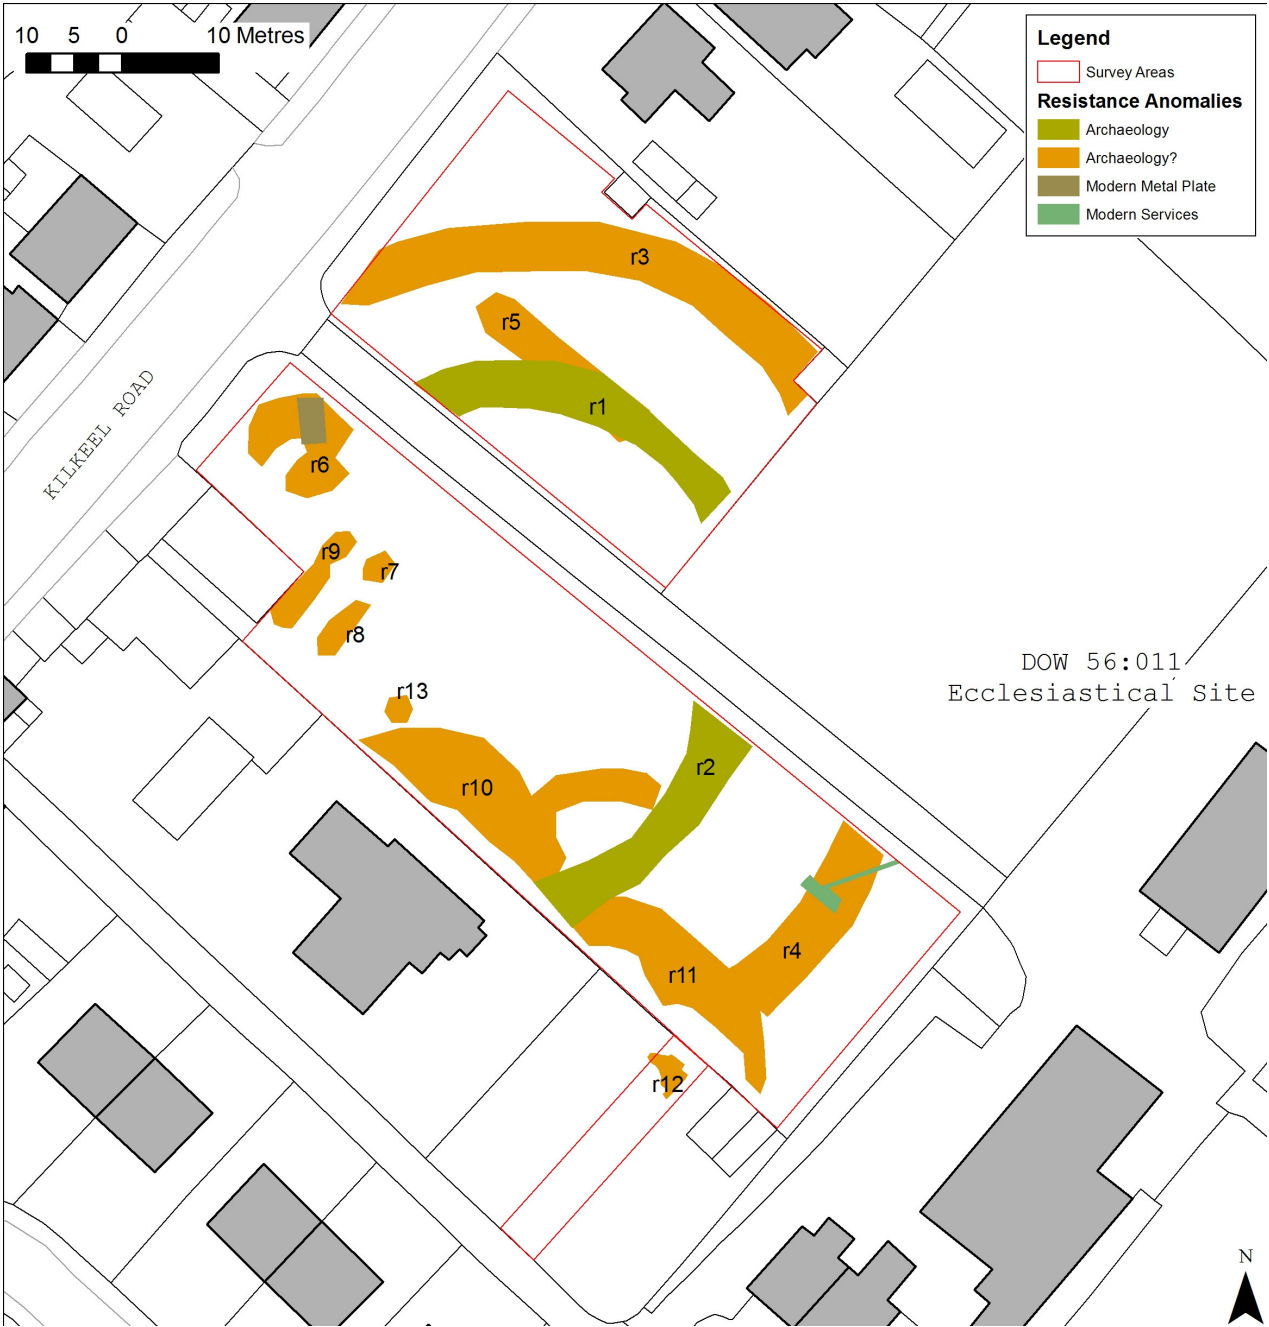 10 5 0 10 Metres
Legend
Survey Areas
Resistance Anomalies
Archaeology
Archaeology?
Modern Metal Plate
Modern Services
r3
r5
r1
KILKEEL ROAD
r6
r9
r7
r8
DOW 56:011
Ecclesiastical Site
r13
r2
r10
r4
r11
r12
N